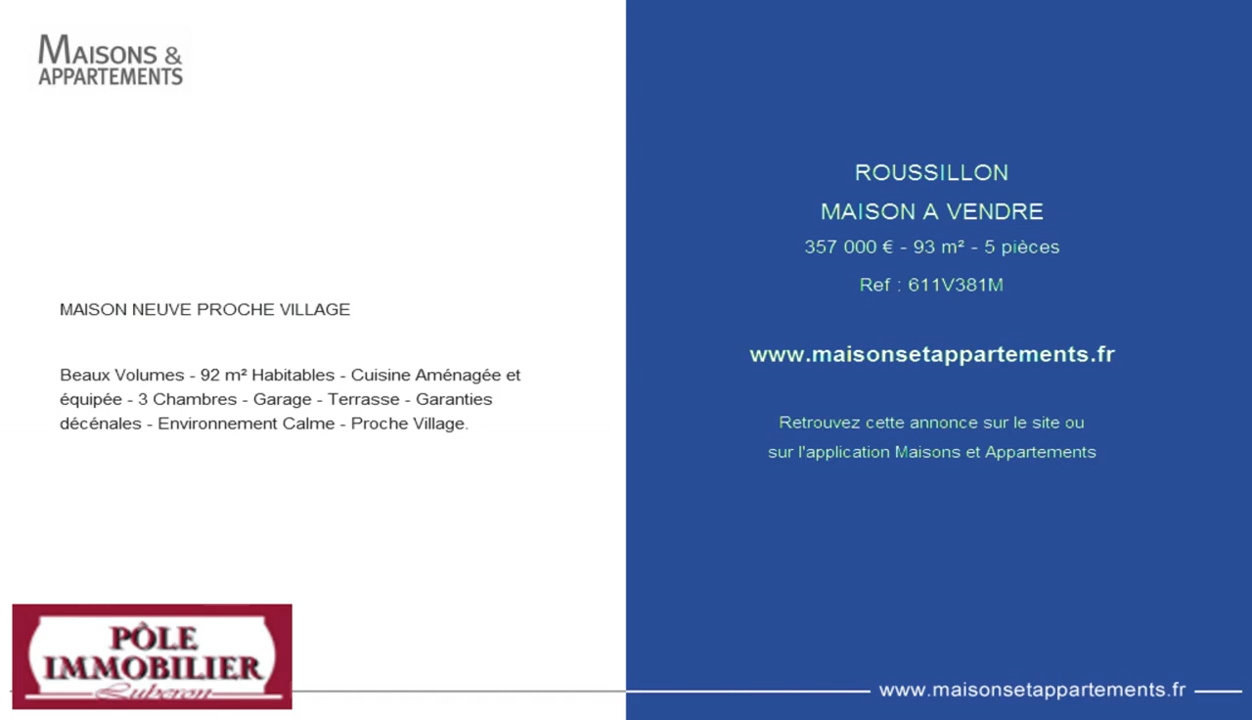 MAISONS &
APPARTEMENTS
MAISON NEUVE PROCHE VILLAGE
Beaux Volumes - 92 m² Habitables - Cuisine Aménagée et
équipée - 3 Chambres - Garage - Terrasse - Garanties
décénales - Environnement Calme - Proche Village.
PÔLE
IMMOBILIER
Luberon
ROUSSILLON
MAISON A VENDRE
357 000 € - 93 m² - 5 pièces
Ref : 611V381M
www.maisonsetappartements.fr
Retrouvez cette annonce sur le site ou
sur l'application Maisons et Appartements
www.maisonsetappartements.fr